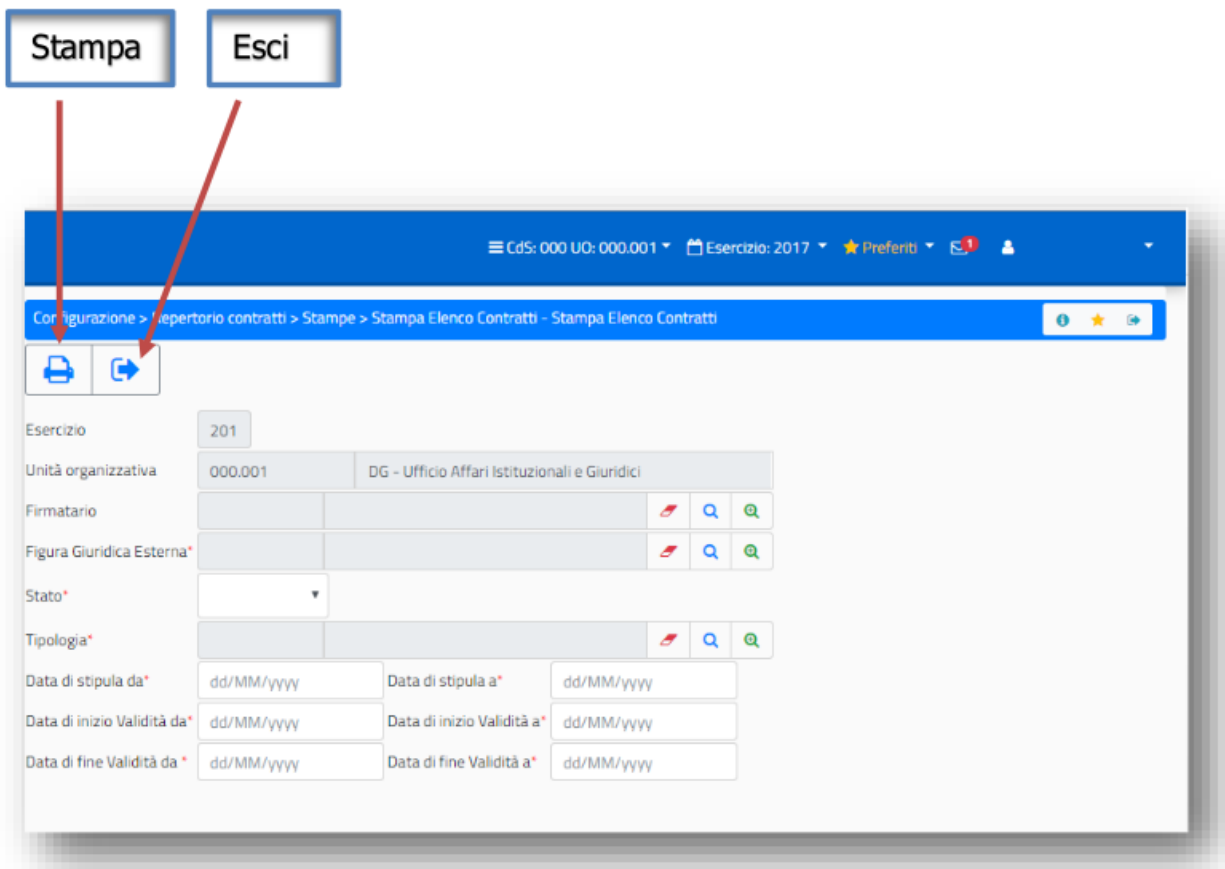 Stampa Esci
CdS: 000 UO: 000.001 Esercizio: 2017 Preferiti 1
Configurazione > Repertorio contratti > Stampe > Stampa Elenco Contratti - Stampa Elenco Contratti
Esercizio 201
Unità organizzativa 000.001 DG - Ufficio Affari Istituzionali e Giuridici
Firmatario
Figura Giuridica Esterna*
Stato*
Tipologia*
Data di stipula da* dd/MM/yyyy Data di stipula a* dd/MM/yyyy
Data di inizio Validità da* dd/MM/yyyy Data di inizio Validità a* dd/MM/yyyy
Data di fine Validità da * dd/MM/yyyy Data di fine Validità a* dd/MM/yyyy